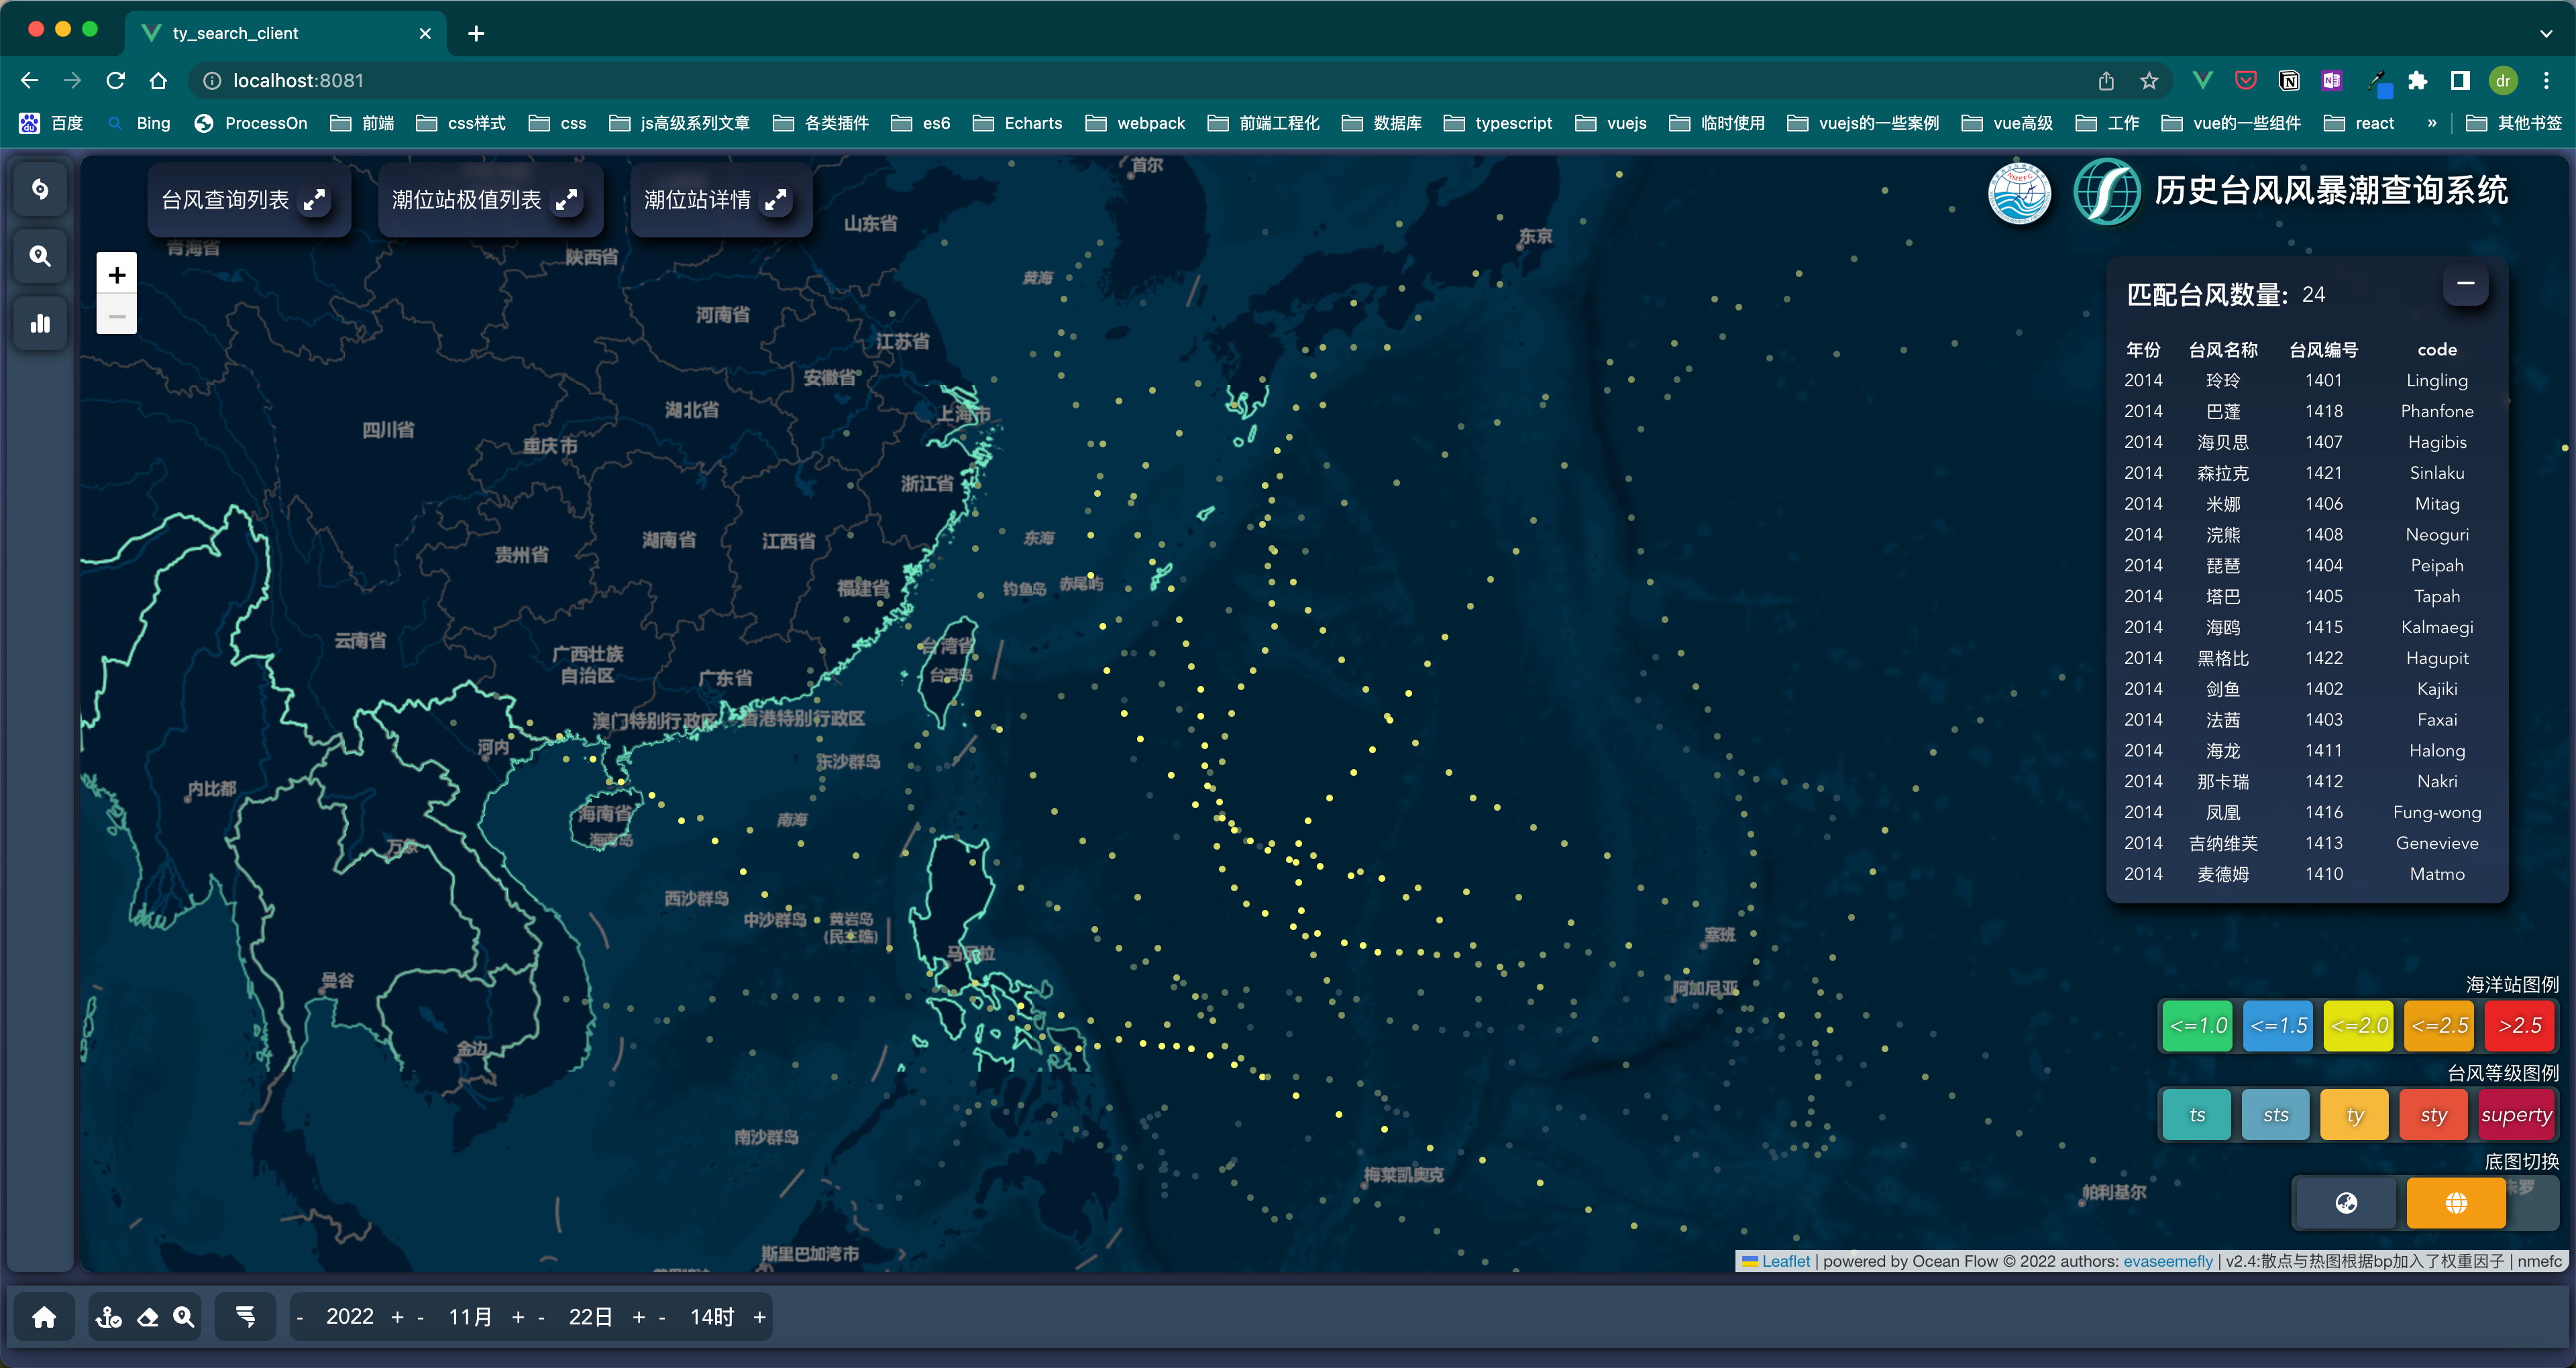 ty_search_client
localhost:8081
dr
百度 Bing ProcessOn 前端 css样式 css js高级系列文章 各类插件 es6 Echarts webpack 前端工程化 数据库 typescript vuejs 临时使用 vuejs的一些案例 vue高级 工作 vue的一些组件 react » 其他书签
台风查询列表 潮位站极值列表 潮位站详情
NMEFC
历史台风风暴潮查询系统
+
−
首尔
山东省
东京
青海省
陕西省
黄海
河南省
江苏省
安徽省
湖北省
上海市
四川省
重庆市
浙江省
湖南省
江西省
贵州省
东海
福建省
钓鱼岛
赤尾屿
云南省
广西壮族
自治区
台湾省
台湾岛
广东省
澳门特别行政区
香港特别行政区
河内
东沙群岛
内比都
海南省
海南岛
南海
万象
西沙群岛
中沙群岛
黄岩岛
(民主礁)
马尼拉
塞班
曼谷
阿加尼亚
金边
南沙群岛
梅莱凯奥克
帕利基尔
斯里巴加湾市
匹配台风数量: 24
年份 台风名称 台风编号 code
2014 玲玲 1401 Lingling
2014 巴蓬 1418 Phanfone
2014 海贝思 1407 Hagibis
2014 森拉克 1421 Sinlaku
2014 米娜 1406 Mitag
2014 浣熊 1408 Neoguri
2014 琵琶 1404 Peipah
2014 塔巴 1405 Tapah
2014 海鸥 1415 Kalmaegi
2014 黑格比 1422 Hagupit
2014 剑鱼 1402 Kajiki
2014 法茜 1403 Faxai
2014 海龙 1411 Halong
2014 那卡瑞 1412 Nakri
2014 凤凰 1416 Fung-wong
2014 吉纳维芙 1413 Genevieve
2014 麦德姆 1410 Matmo
海洋站图例
<=1.0 <=1.5 <=2.0 <=2.5 >2.5
台风等级图例
ts sts ty sty superty
底图切换
Leaflet | powered by Ocean Flow © 2022 authors: evaseemefly | v2.4:散点与热图根据bp加入了权重因子 | nmefc
- 2022 + - 11月 + - 22日 + - 14时 +